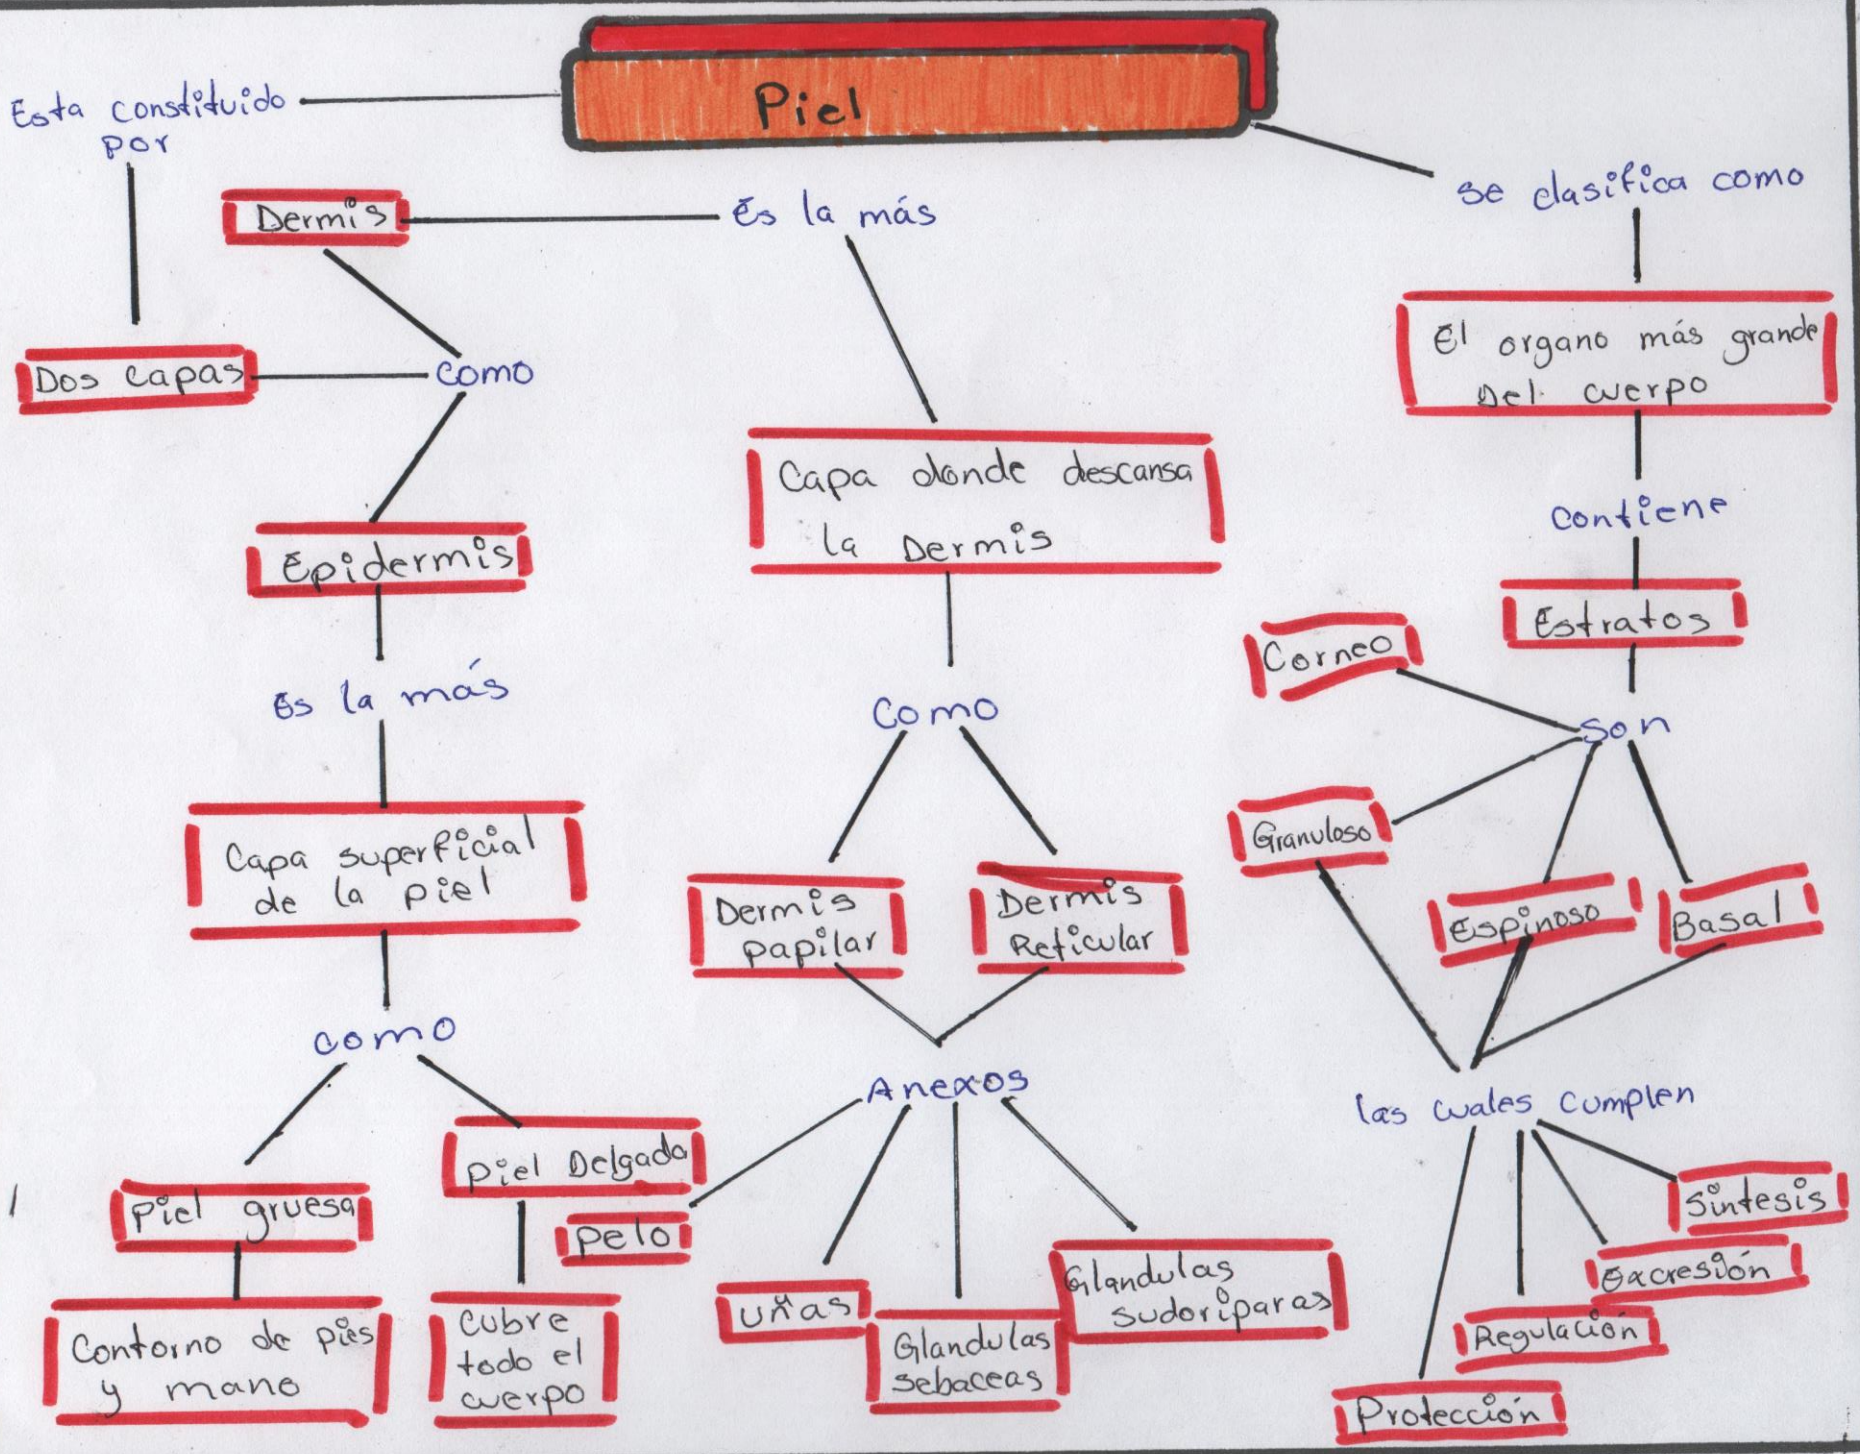 Piel
Esta constituido
por
Dos capas
como
Dermis
Epidermis
Es la más
Capa superficial
de la piel
como
Piel gruesa
Contorno de pies
y mano
Piel Delgada
Cubre
todo el
cuerpo
Es la más
Capa donde descansa
la Dermis
Como
Dermis
papilar
Dermis
Reticular
Anexos
Pelo
uñas
Glandulas
sebaceas
Glandulas
sudoriparas
se clasifica como
El organo más grande
Del cuerpo
Contiene
Estratos
Son
Corneo
Granuloso
Espinoso
Basal
las cuales cumplen
Protección
Regulación
Excresión
Sintesis